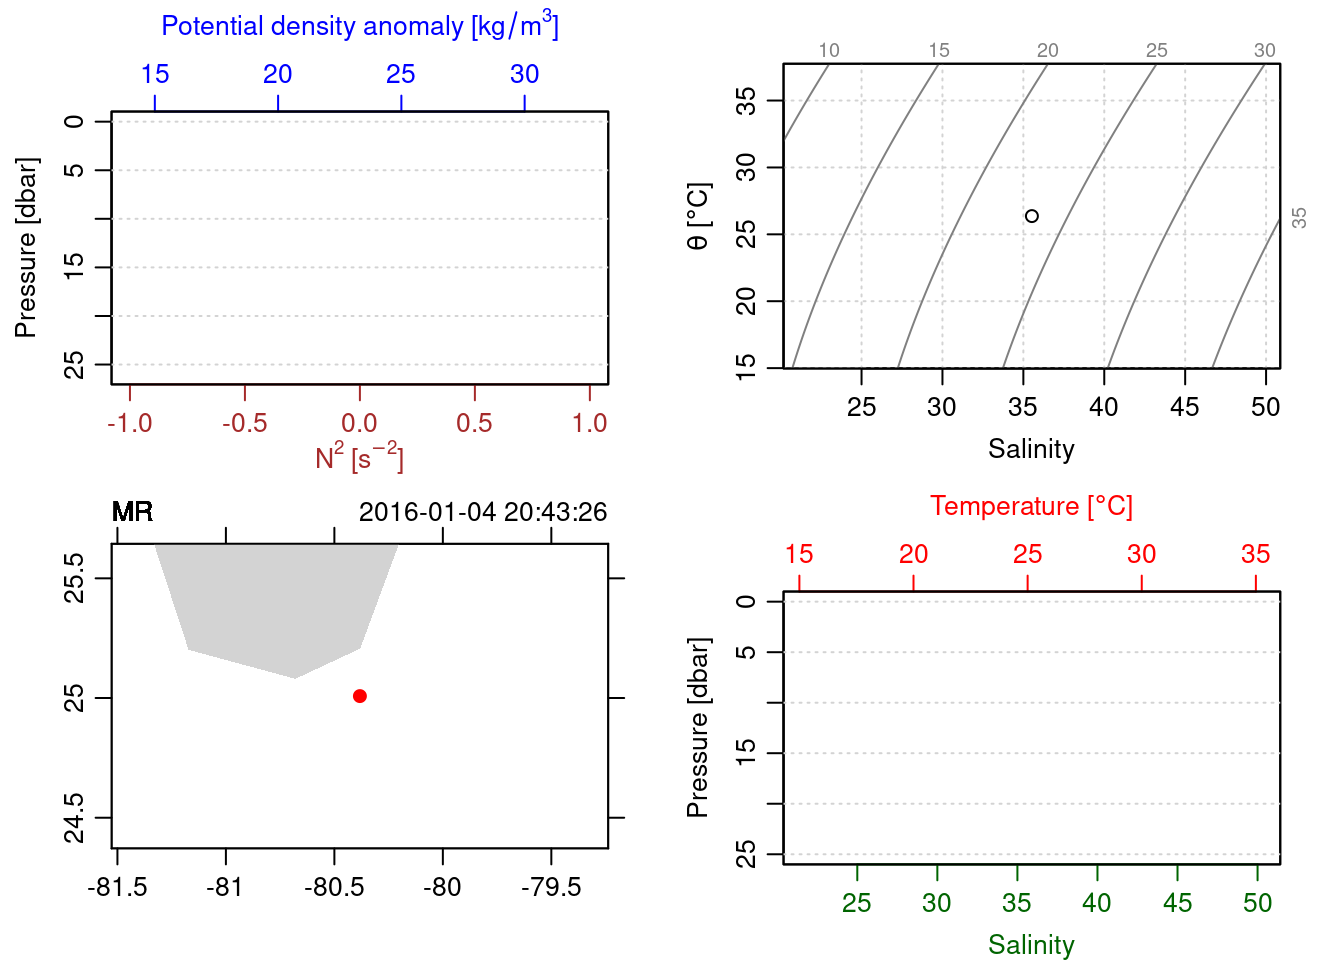 Potential density anomaly [kg/m³]
15 20 25 30
0
5
15
25
Pressure [dbar]
-1.0 -0.5 0.0 0.5 1.0
N² [s⁻²]
10 15 20 25 30
35
35
30
25
20
15
θ [°C]
25 30 35 40 45 50
Salinity
MR 2016-01-04 20:43:26
25.5
25
24.5
-81.5 -81 -80.5 -80 -79.5
Temperature [°C]
15 20 25 30 35
0
5
15
25
Pressure [dbar]
25 30 35 40 45 50
Salinity